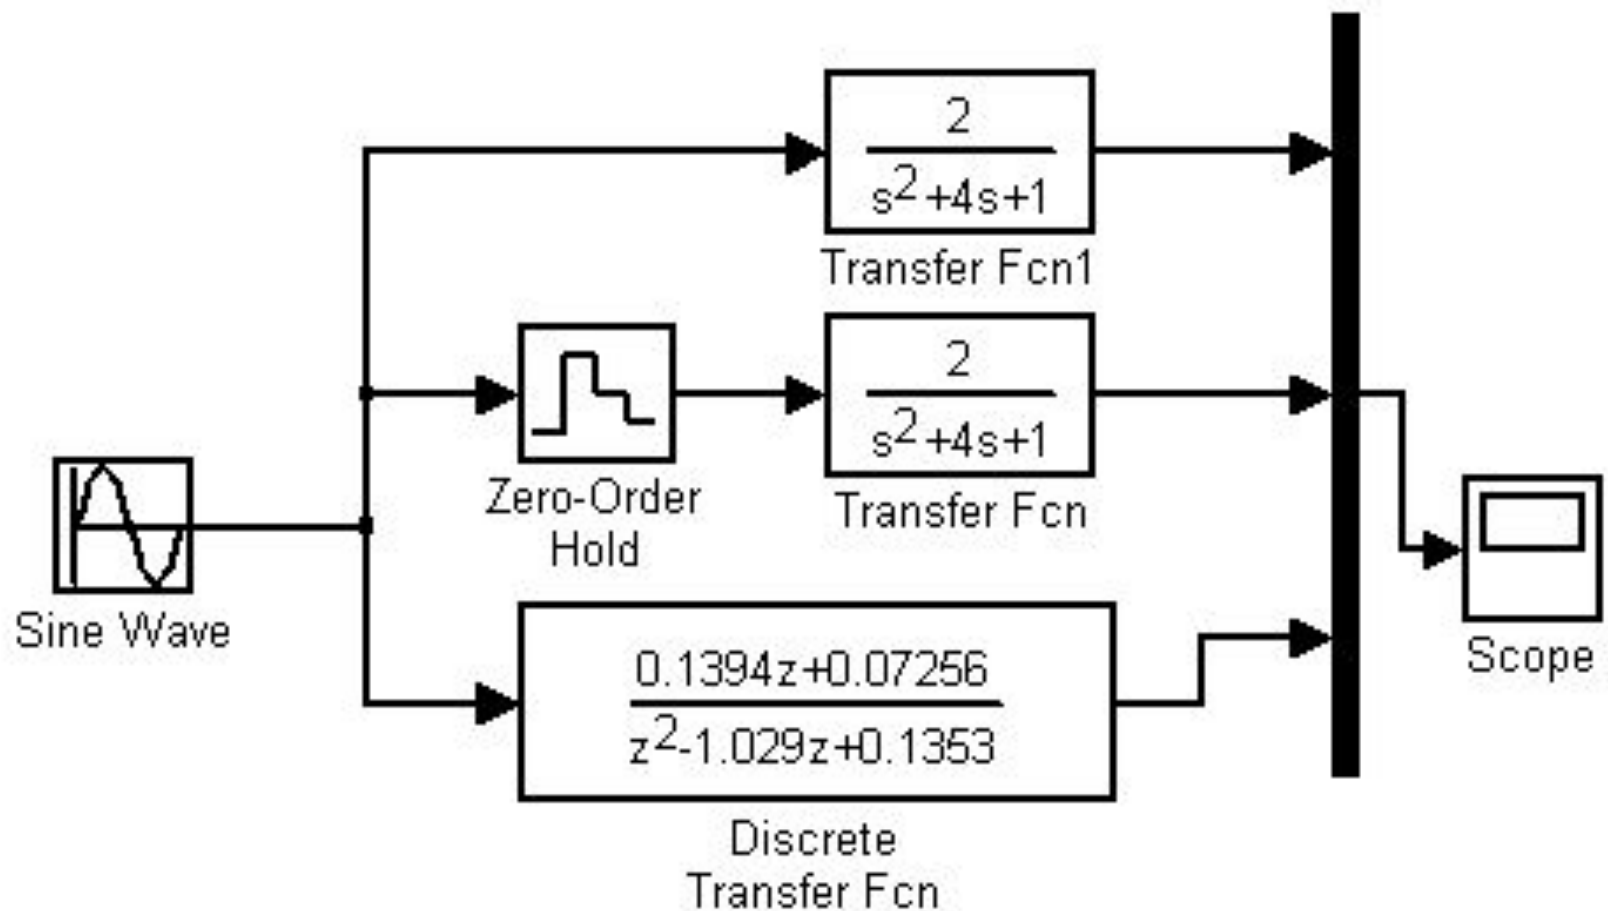 2
s²+4s+1
Transfer Fcn1
2
s²+4s+1
Transfer Fcn
Zero-Order
Hold
Sine Wave
0.1394z+0.07256
z²-1.029z+0.1353
Discrete
Transfer Fcn
Scope